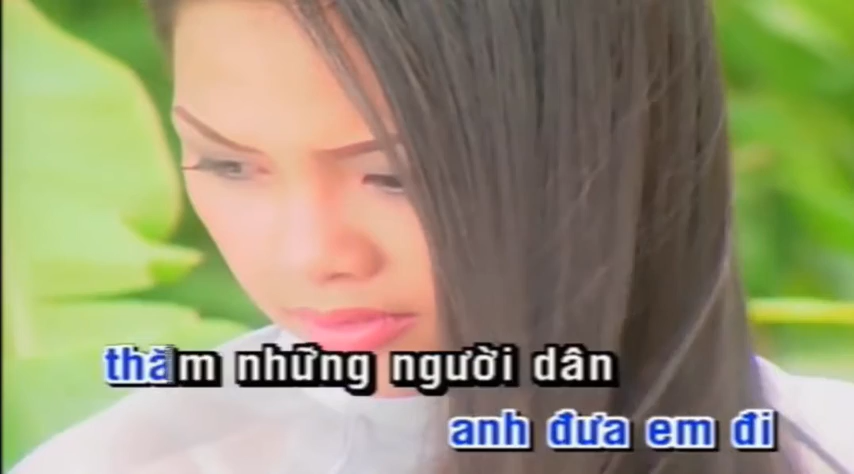 thăm những người dân
anh đưa em đi